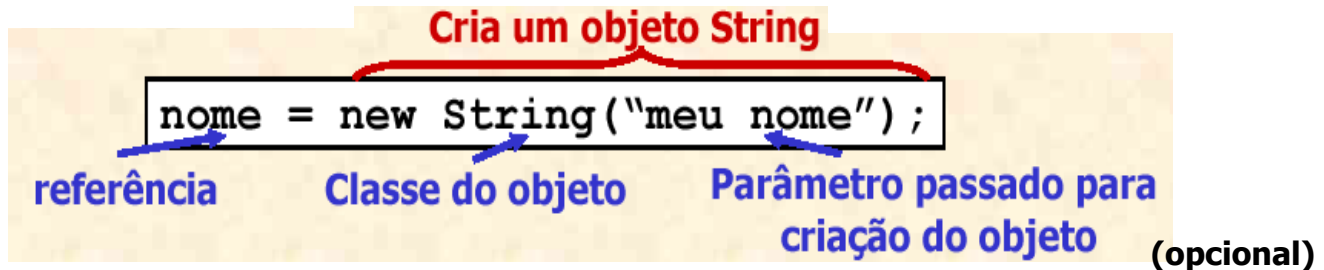 Cria um objeto String
nome = new String(“meu nome”);
referência
Classe do objeto
Parâmetro passado para
criação do objeto
(opcional)